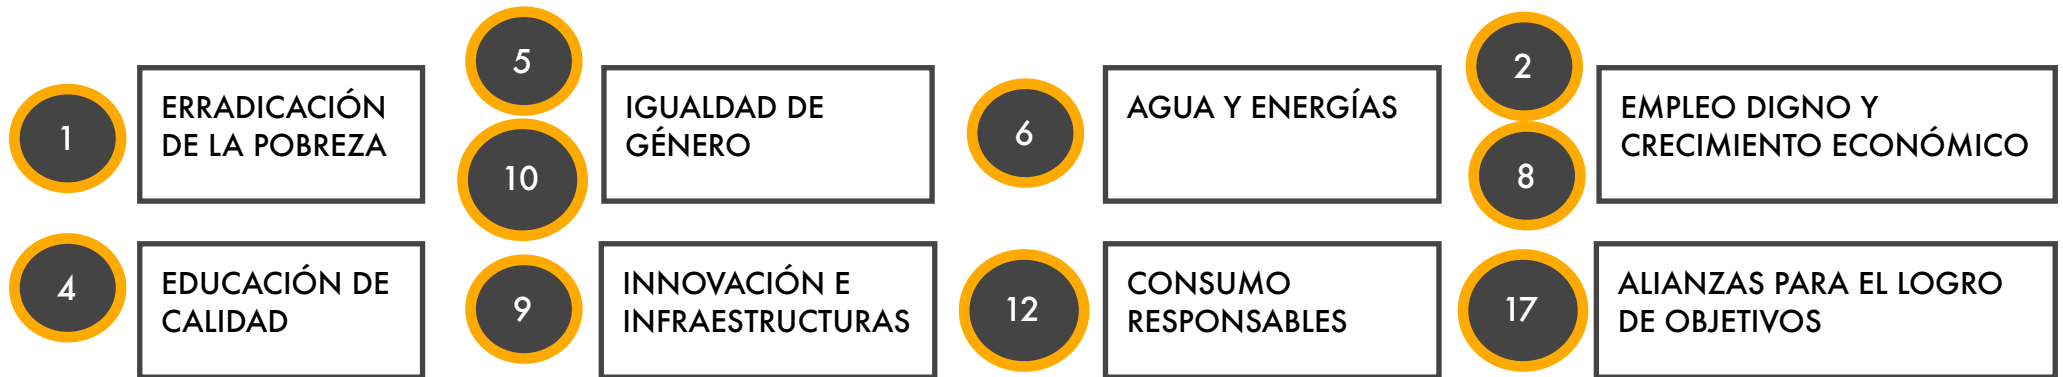 1
ERRADICACIÓN
DE LA POBREZA
5
10
IGUALDAD DE
GÉNERO
6
AGUA Y ENERGÍAS
2
8
EMPLEO DIGNO Y
CRECIMIENTO ECONÓMICO
4
EDUCACIÓN DE
CALIDAD
9
INNOVACIÓN E
INFRAESTRUCTURAS
12
CONSUMO
RESPONSABLES
17
ALIANZAS PARA EL LOGRO
DE OBJETIVOS